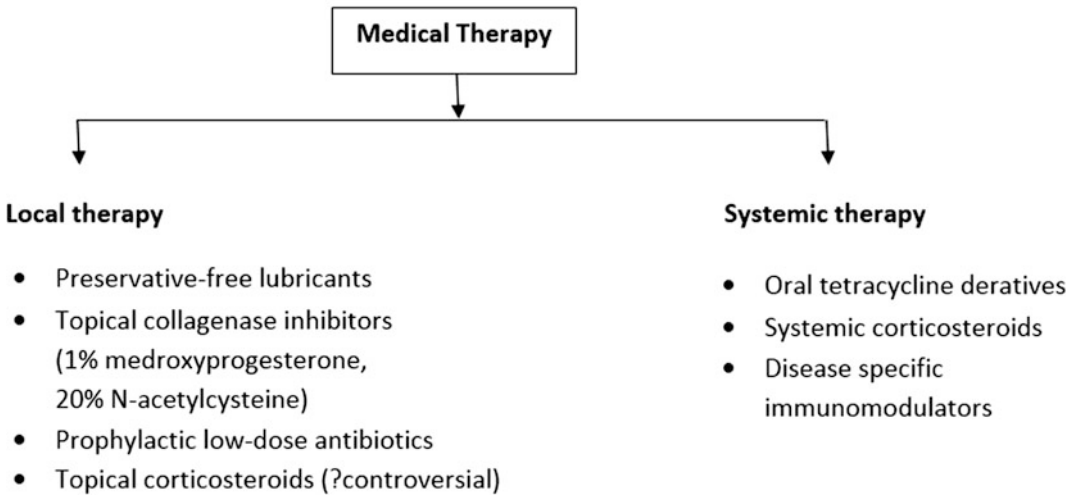 Medical Therapy
Local therapy
• Preservative-free lubricants
• Topical collagenase inhibitors
(1% medroxyprogesterone,
20% N-acetylcysteine)
• Prophylactic low-dose antibiotics
• Topical corticosteroids (?controversial)
Systemic therapy
• Oral tetracycline deratives
• Systemic corticosteroids
• Disease specific
immunomodulators